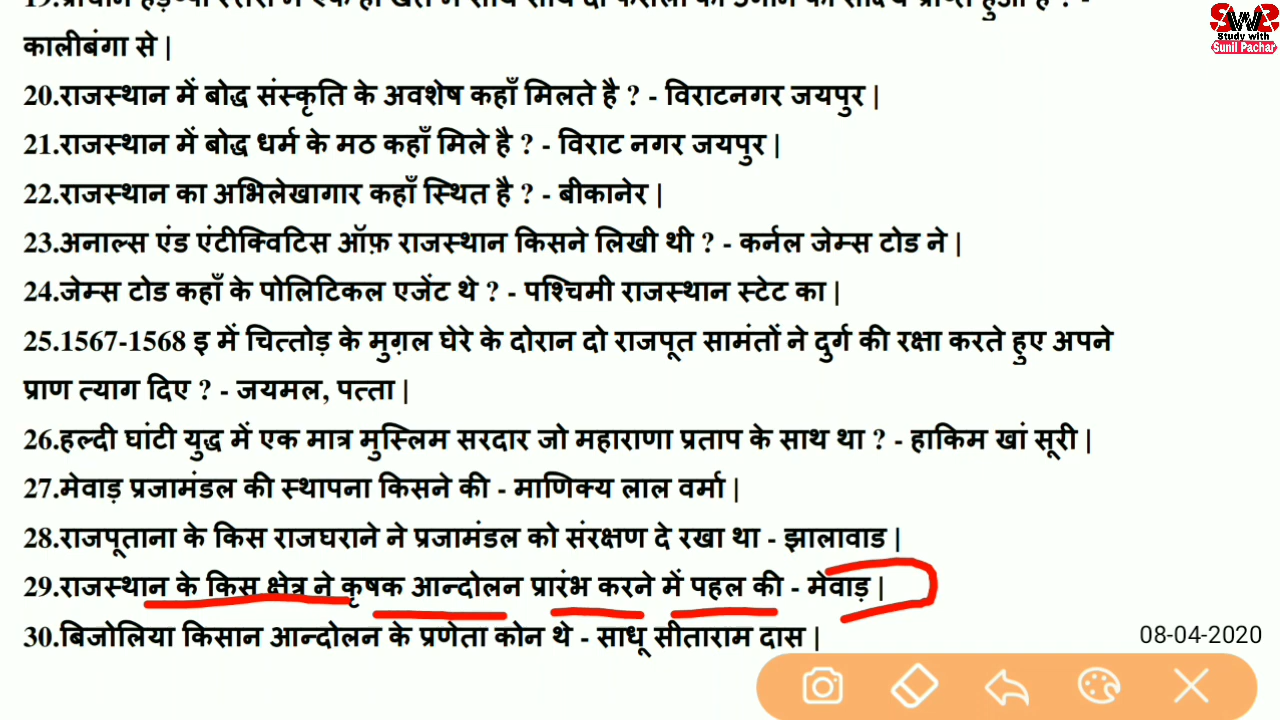 कालीबंगा से |
20.राजस्थान में बोद्ध संस्कृति के अवशेष कहाँ मिलते है ? - विराटनगर जयपुर |
21.राजस्थान में बोद्ध धर्म के मठ कहाँ मिले है ? - विराट नगर जयपुर |
22.राजस्थान का अभिलेखागार कहाँ स्थित है ? - बीकानेर |
23.अनाल्स एंड एंटीक्विटिस ऑफ़ राजस्थान किसने लिखी थी ? - कर्नल जेम्स टोड ने |
24.जेम्स टोड कहाँ के पोलिटिकल एजेंट थे ? - पश्चिमी राजस्थान स्टेट का |
25.1567-1568 इ में चित्तोड़ के मुग़ल घेरे के दोरान दो राजपूत सामंतों ने दुर्ग की रक्षा करते हुए अपने
प्राण त्याग दिए ? - जयमल, पत्ता |
26.हल्दी घांटी युद्ध में एक मात्र मुस्लिम सरदार जो महाराणा प्रताप के साथ था ? - हाकिम खां सूरी |
27.मेवाड़ प्रजामंडल की स्थापना किसने की - माणिक्य लाल वर्मा |
28.राजपूताना के किस राजघराने ने प्रजामंडल को संरक्षण दे रखा था - झालावाड |
29.राजस्थान के किस क्षेत्र ने कृषक आन्दोलन प्रारंभ करने में पहल की - मेवाड़ |
30.बिजोलिया किसान आन्दोलन के प्रणेता कोन थे - साधू सीताराम दास |
08-04-2020
SWS
Study with
Sunil Pachar